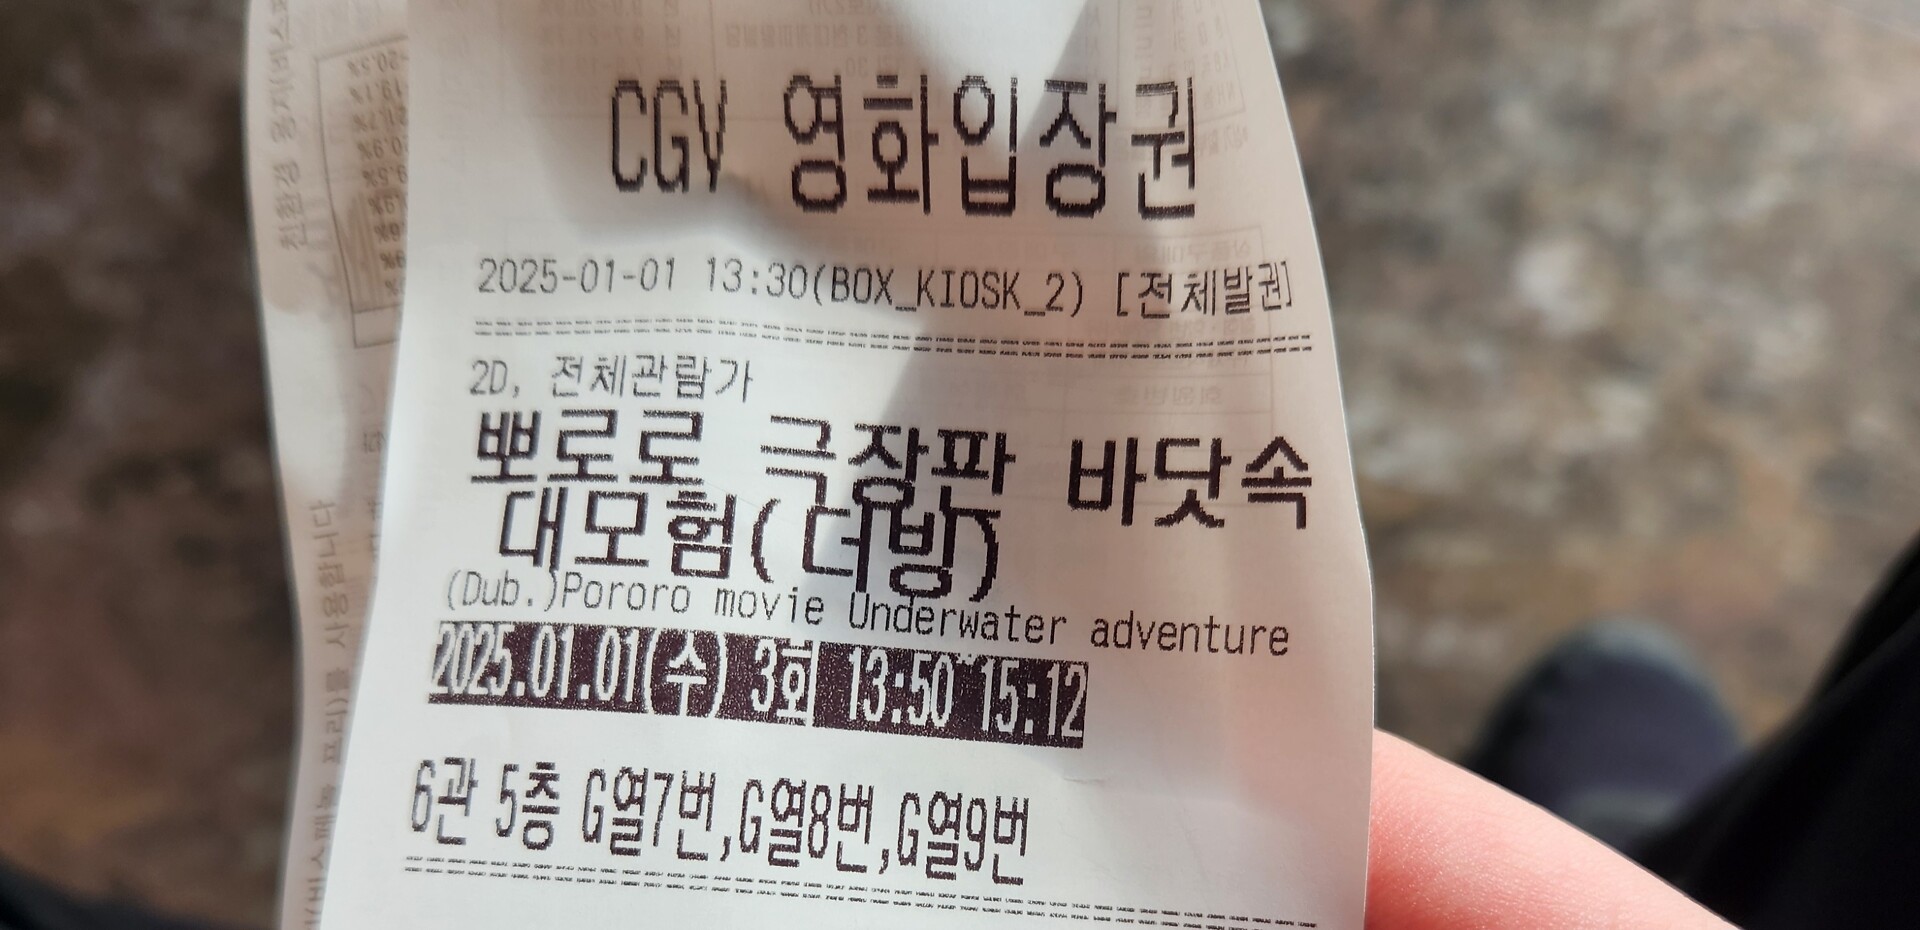 CGV 영화입장권
2025-01-01 13:30(BOX_KIOSK_2) [전체발권]
2D, 전체관람가
뽀로로 극장판 바닷속
대모험(더빙)
(Dub.)Pororo movie Underwater adventure
2025.01.01(수) 3회 13:50~15:12
6관 5층 G열7번,G열8번,G열9번